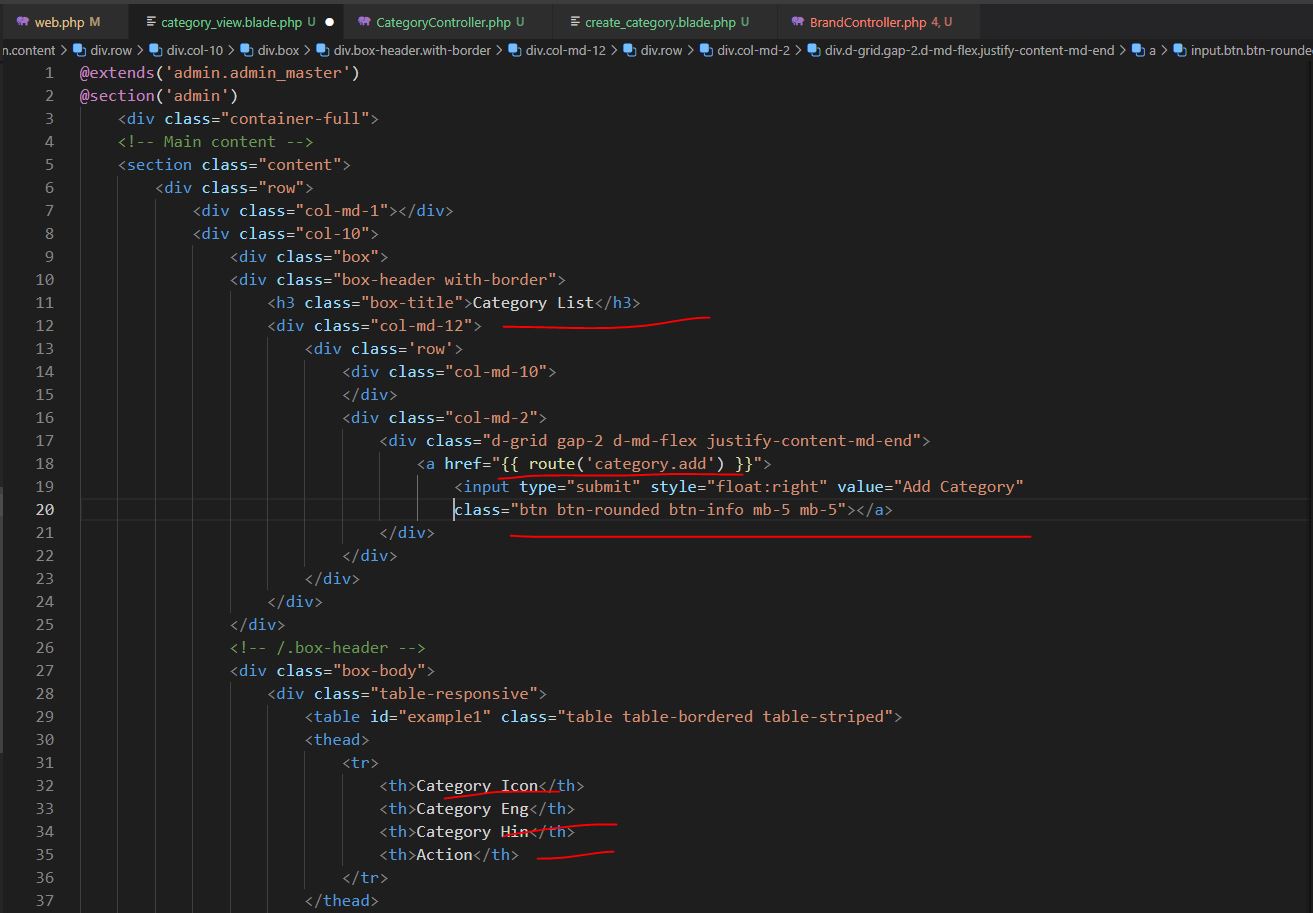 web.php M category_view.blade.php U CategoryController.php U create_category.blade.php U BrandController.php 4, U
n.content > div.row > div.col-10 > div.box > div.box-header.with-border > div.col-md-12 > div.row > div.col-md-2 > div.d-grid.gap-2.d-md-flex.justify-content-md-end > a > input.btn.btn-rounde
1 @extends('admin.admin_master')
2 @section('admin')
3 <div class="container-full">
4 <!-- Main content -->
5 <section class="content">
6 <div class="row">
7 <div class="col-md-1"></div>
8 <div class="col-10">
9 <div class="box">
10 <div class="box-header with-border">
11 <h3 class="box-title">Category List</h3>
12 <div class="col-md-12">
13 <div class='row'>
14 <div class="col-md-10">
15 </div>
16 <div class="col-md-2">
17 <div class="d-grid gap-2 d-md-flex justify-content-md-end">
18 <a href="{{ route('category.add') }}">
19 <input type="submit" style="float:right" value="Add Category"
20 class="btn btn-rounded btn-info mb-5 mb-5"></a>
21 </div>
22 </div>
23 </div>
24 </div>
25 </div>
26 <!-- /.box-header -->
27 <div class="box-body">
28 <div class="table-responsive">
29 <table id="example1" class="table table-bordered table-striped">
30 <thead>
31 <tr>
32 <th>Category Icon</th>
33 <th>Category Eng</th>
34 <th>Category Hin</th>
35 <th>Action</th>
36 </tr>
37 </thead>